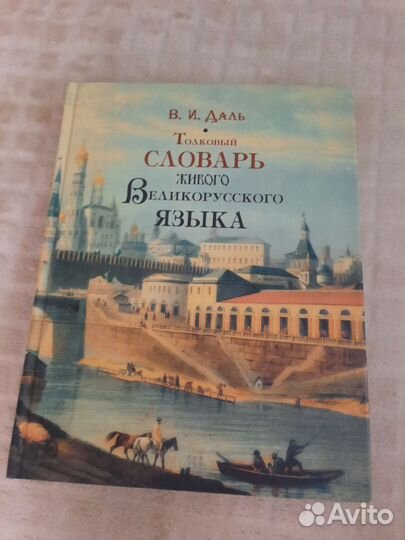 В. И. Даль
Толковый
СЛОВАРЬ
живого
Великорусского
ЯЗЫКА
Avito